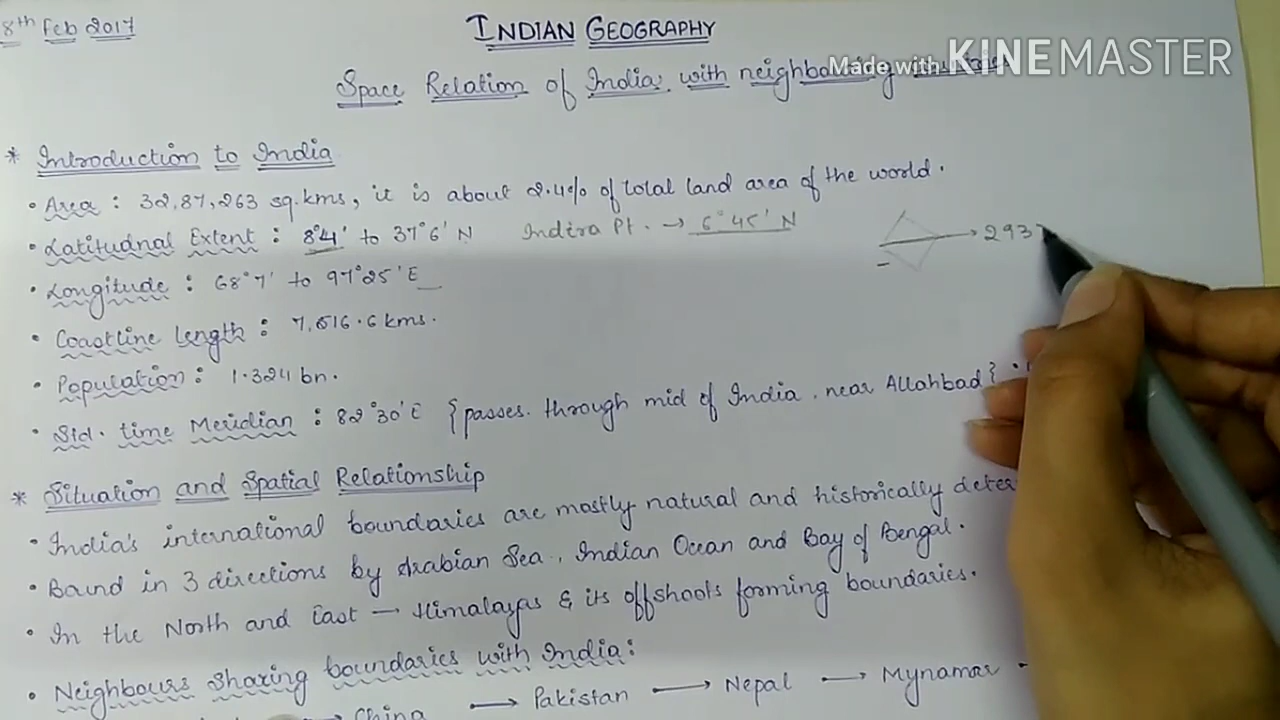 8th Feb 2017
INDIAN GEOGRAPHY
Made with KINEMASTER
Space Relation of India with neighbouring
* Introduction to India
• Area : 32,87,263 sq.kms, it is about 2.4% of total land area of the world.
• Latitudnal Extent : 8°4' to 37°6' N Indira Pt. → 6°45' N
293
• Longitude : 68°7' to 97°25' E
• Coastline length : 7,516.6 kms.
• Population : 1.324 bn.
• Std. time Meridian : 82°30' E {passes through mid of India, near Allahbad}
* Situation and Spatial Relationship
• India's international boundaries are mostly natural and historically deter
• Bound in 3 directions by Arabian Sea, Indian Ocean and Bay of Bengal.
• In the North and East — Himalayas & its offshoots forming boundaries.
• Neighbours sharing boundaries with India :
→ China → Pakistan → Nepal → Mynamar